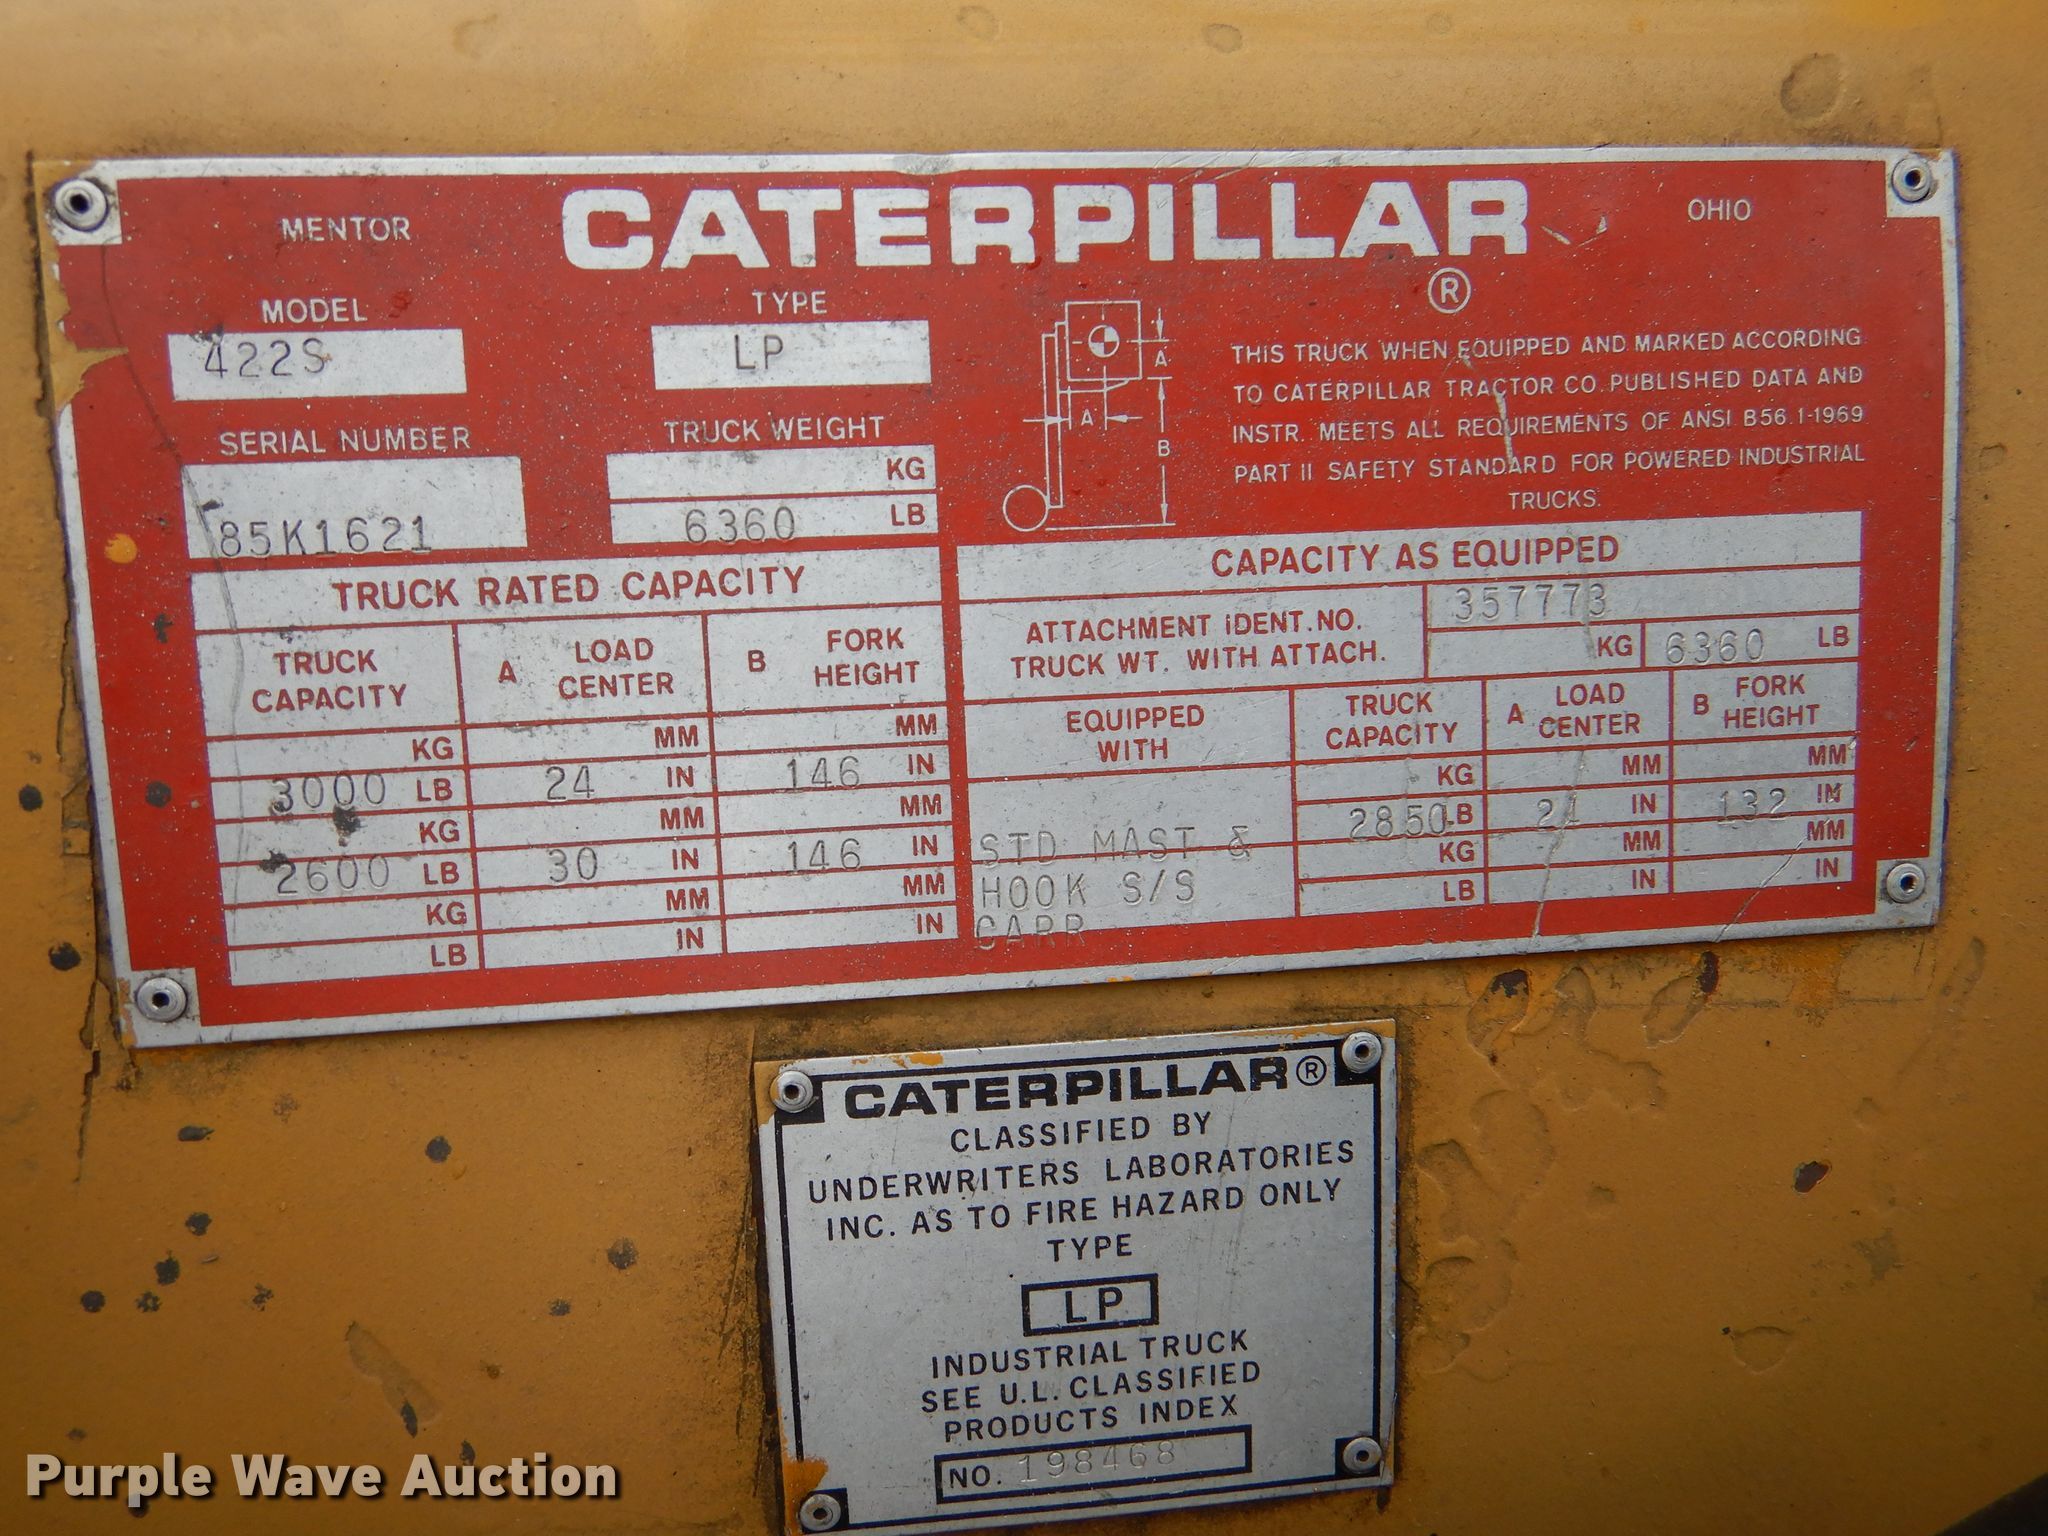 MENTOR CATERPILLAR ® OHIO
MODEL
422S
TYPE
LP
SERIAL NUMBER
85K1621
TRUCK WEIGHT
KG
6360 LB
A
A
B
THIS TRUCK WHEN EQUIPPED AND MARKED ACCORDING
TO CATERPILLAR TRACTOR CO. PUBLISHED DATA AND
INSTR. MEETS ALL REQUIREMENTS OF ANSI B56.1-1969
PART II SAFETY STANDARD FOR POWERED INDUSTRIAL
TRUCKS.
TRUCK RATED CAPACITY
TRUCK CAPACITY A LOAD CENTER B FORK HEIGHT
KG MM MM
3000 LB 24 IN 146 IN
KG MM MM
2600 LB 30 IN 146 IN
KG MM MM
LB IN IN
CAPACITY AS EQUIPPED
ATTACHMENT IDENT. NO. 357773
TRUCK WT. WITH ATTACH. KG 6360 LB
EQUIPPED WITH TRUCK CAPACITY A LOAD CENTER B FORK HEIGHT
KG MM MM
2850 LB 24 IN 132 IN
KG MM MM
LB IN IN
STD MAST &
HOOK S/S
CARR
CATERPILLAR ®
CLASSIFIED BY
UNDERWRITERS LABORATORIES
INC. AS TO FIRE HAZARD ONLY
TYPE
LP
INDUSTRIAL TRUCK
SEE U.L. CLASSIFIED
PRODUCTS INDEX
NO. 198468
Purple Wave Auction